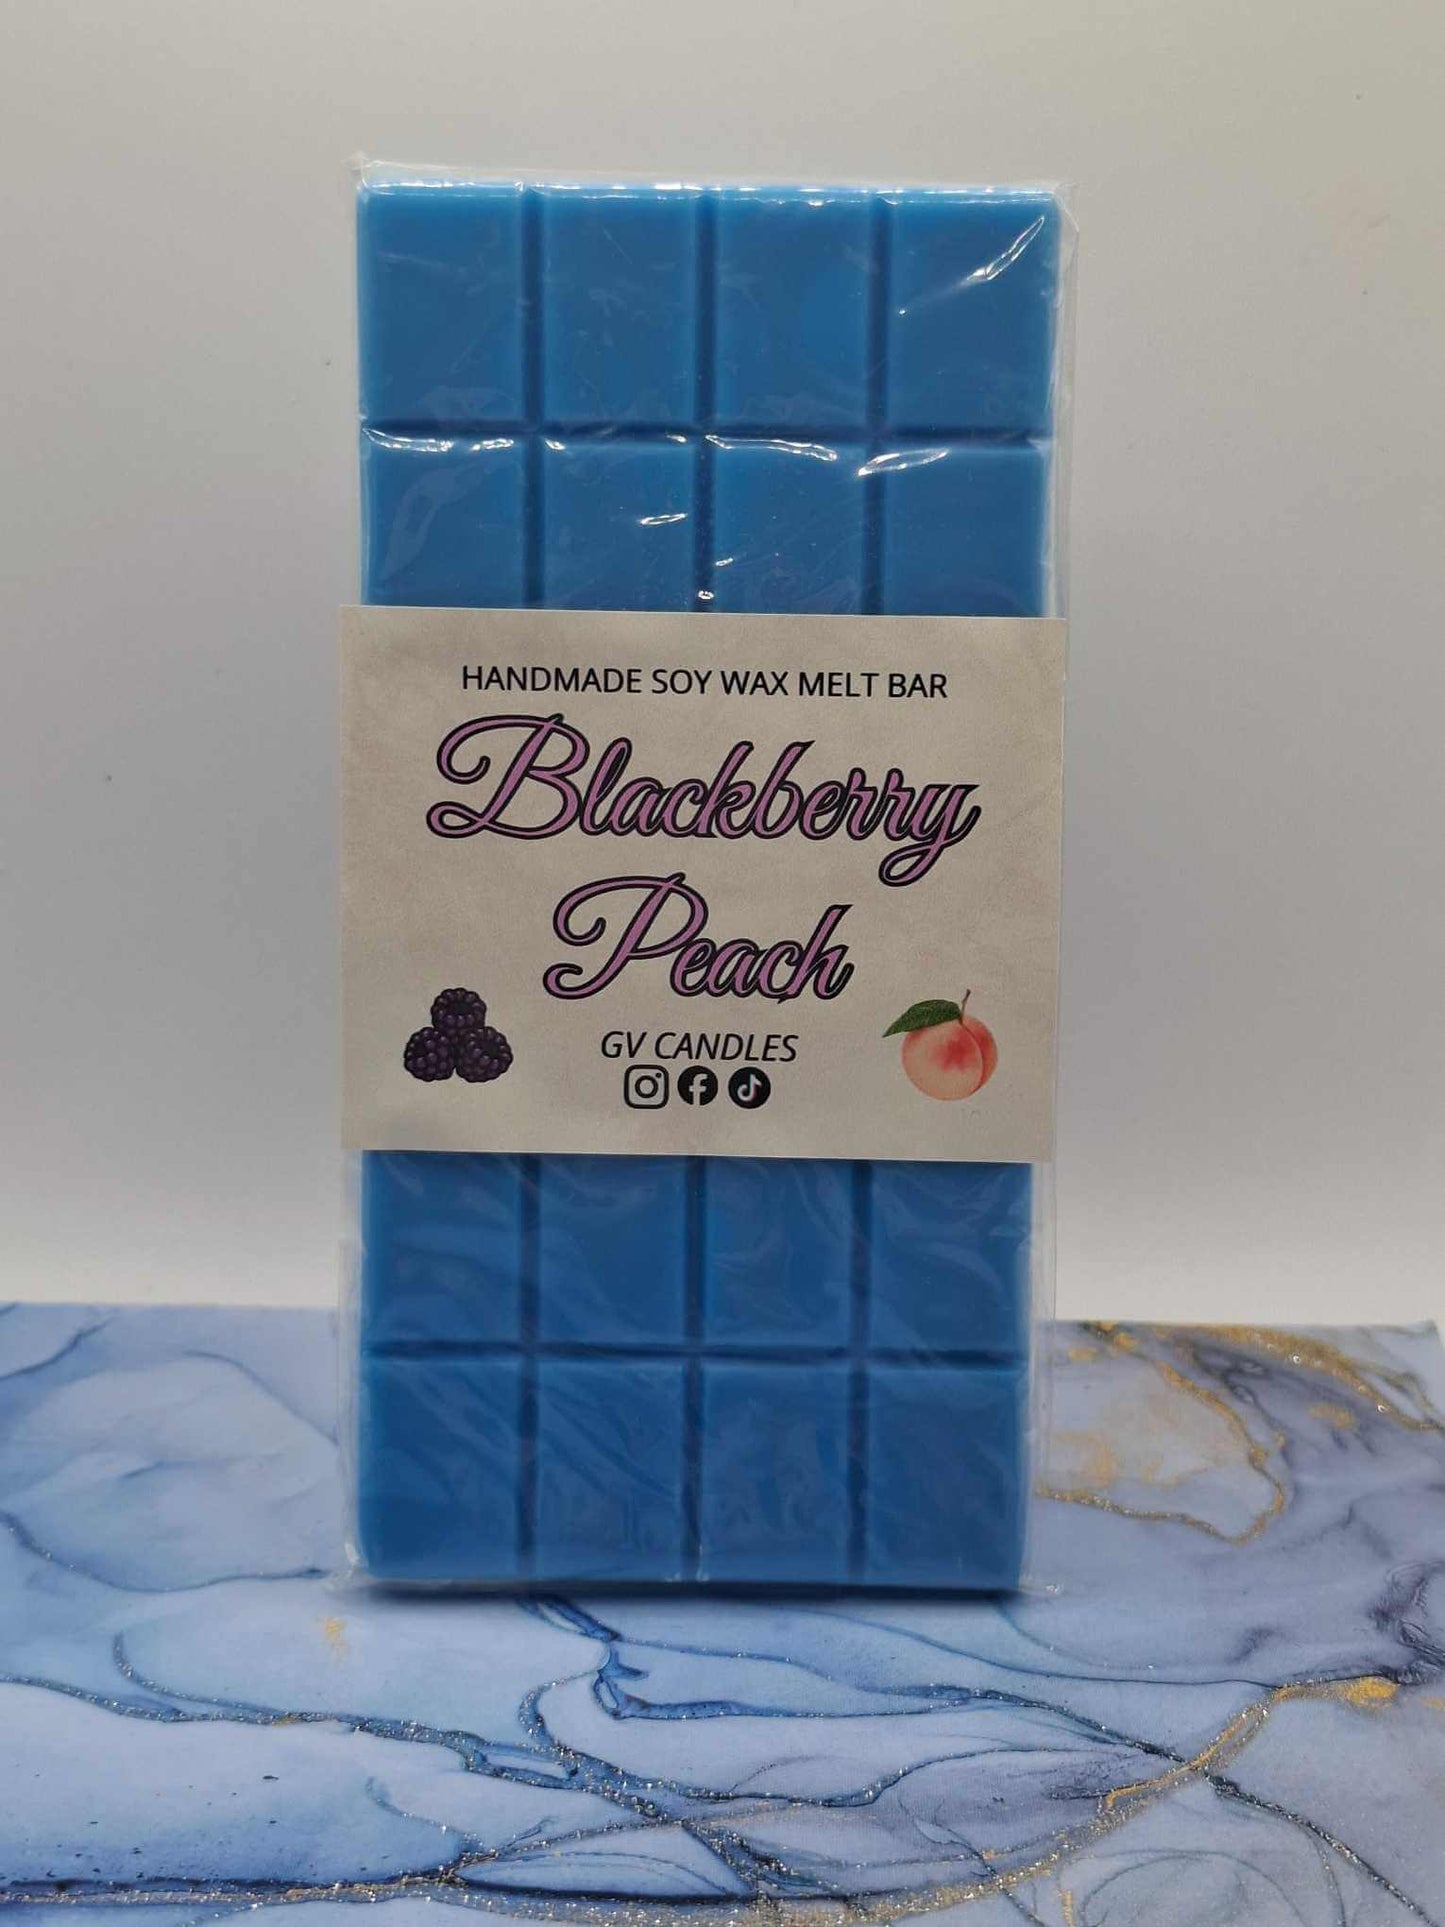 HANDMADE SOY WAX MELT BAR
Blackberry
Peach
GV CANDLES